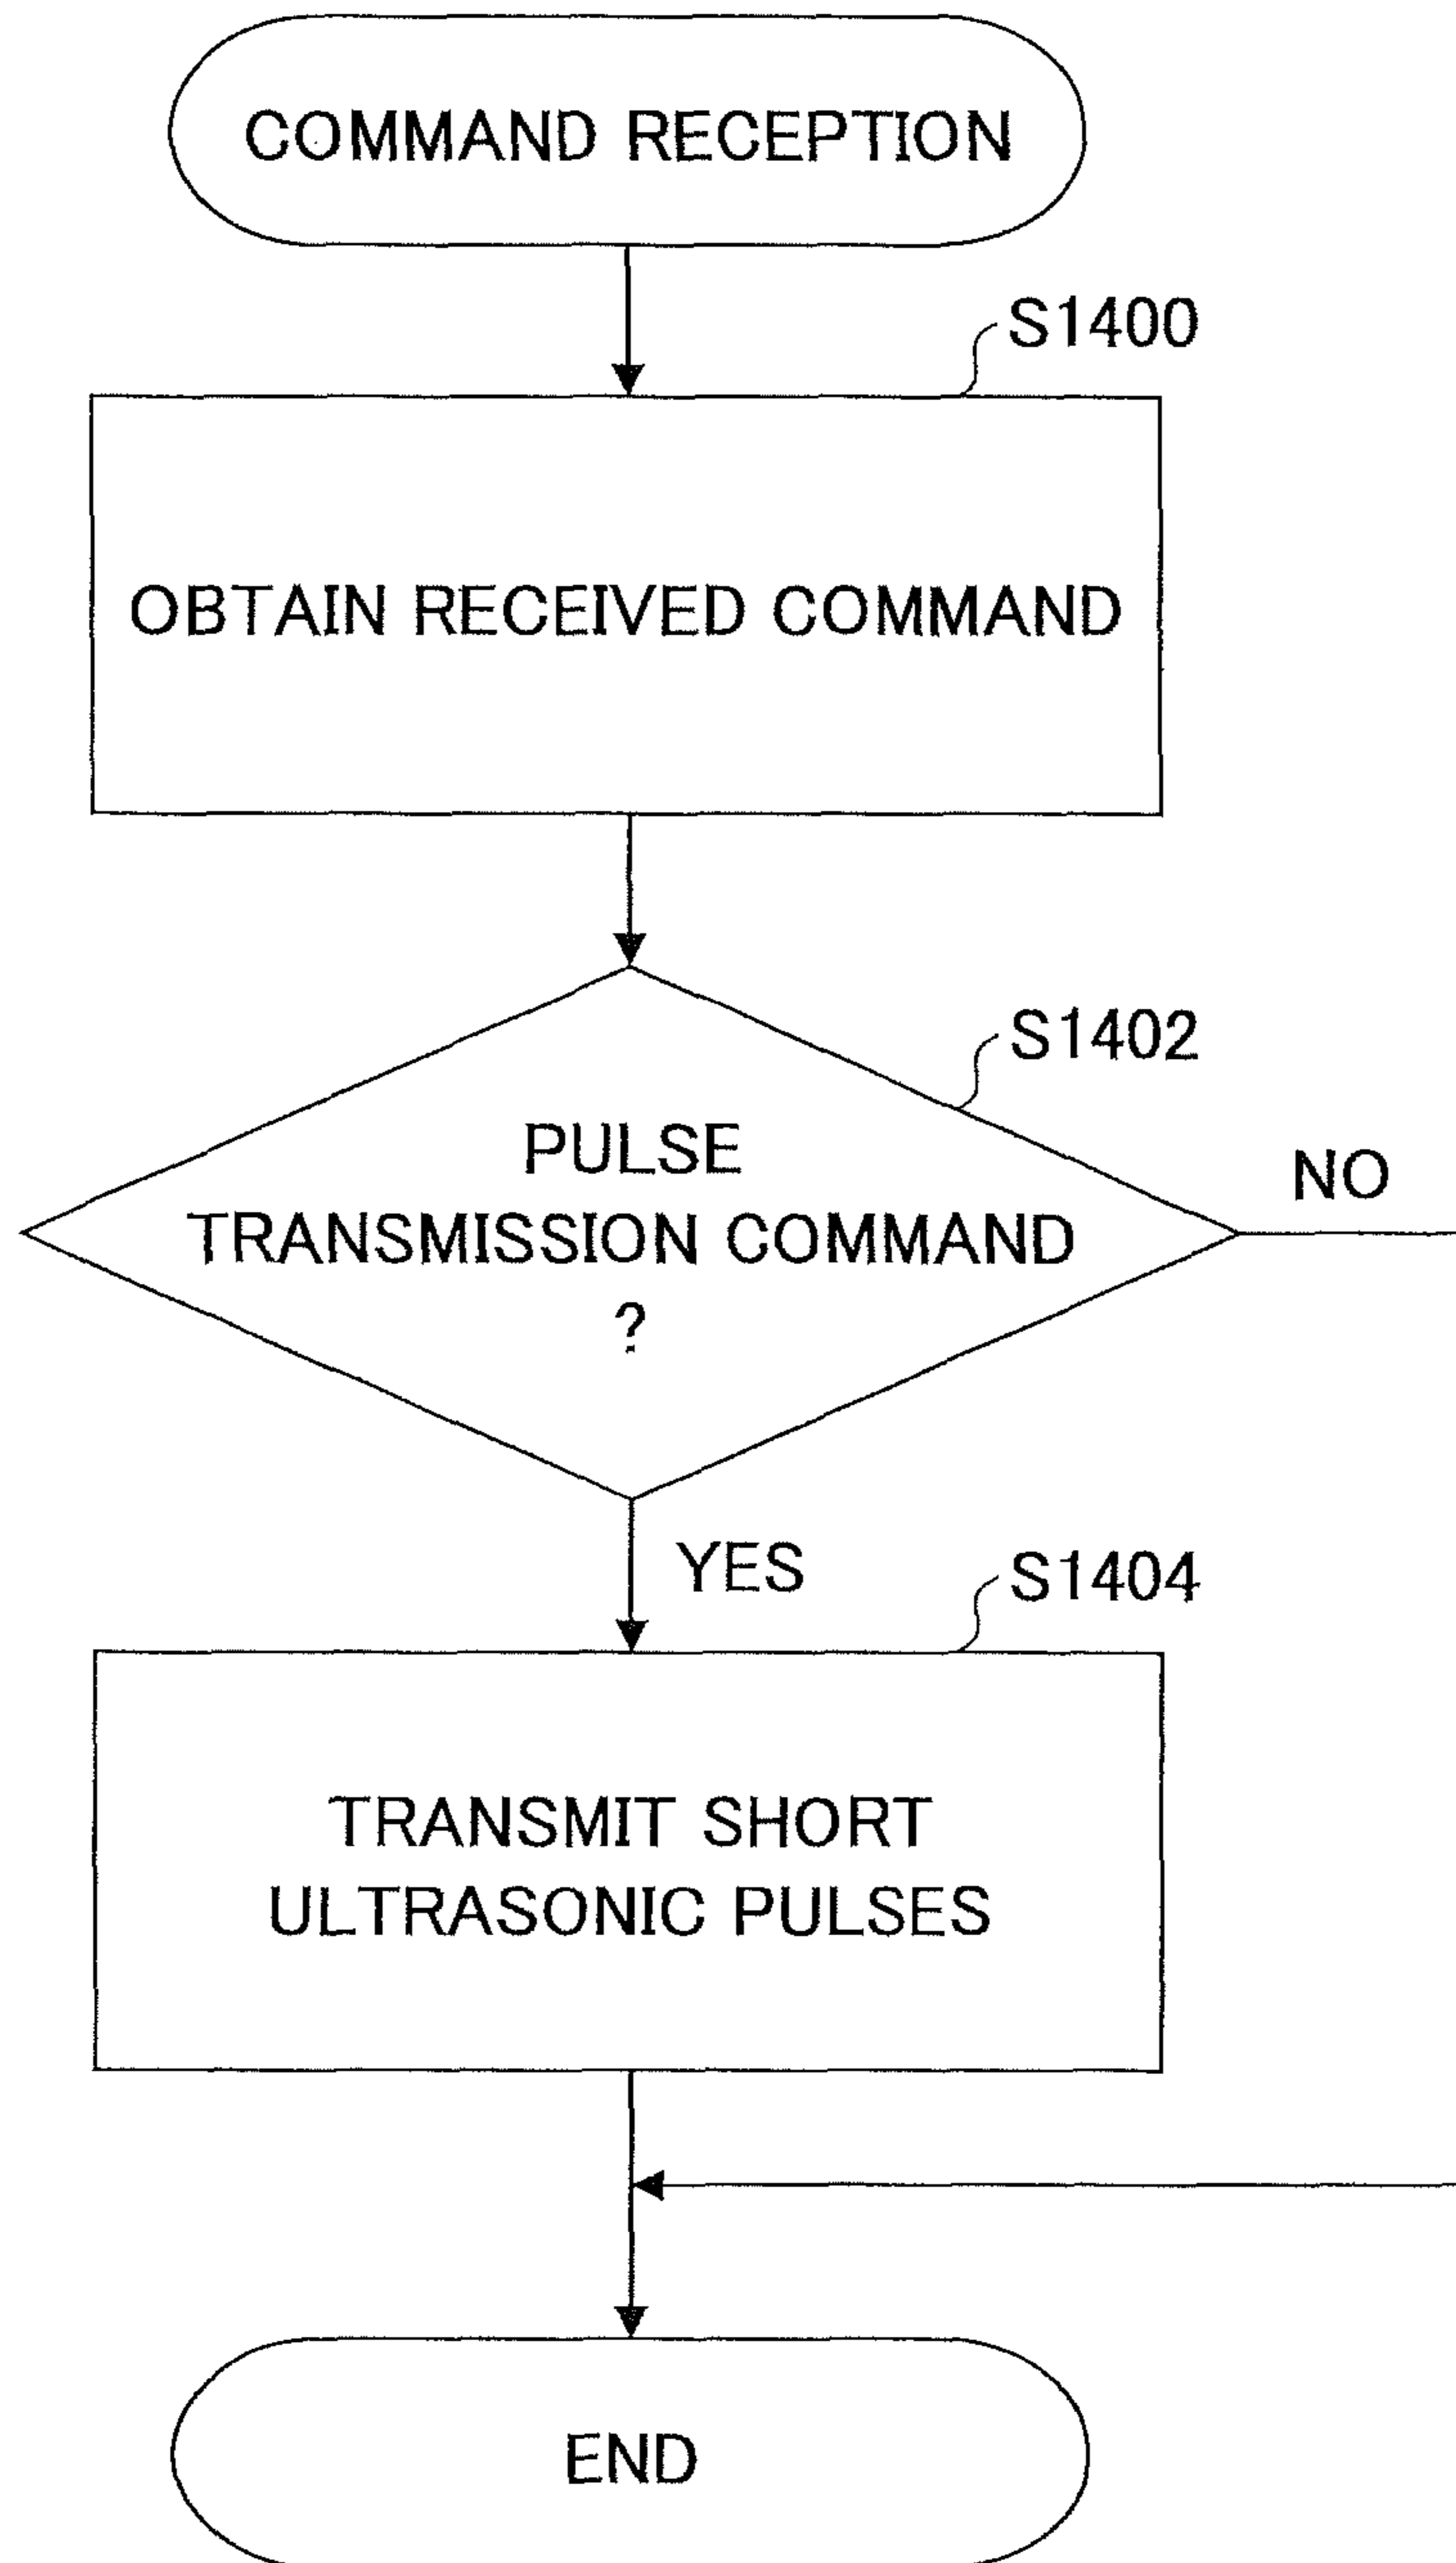 COMMAND RECEPTION
S1400
OBTAIN RECEIVED COMMAND
S1402
PULSE
TRANSMISSION COMMAND
?
NO
YES
S1404
TRANSMIT SHORT
ULTRASONIC PULSES
END